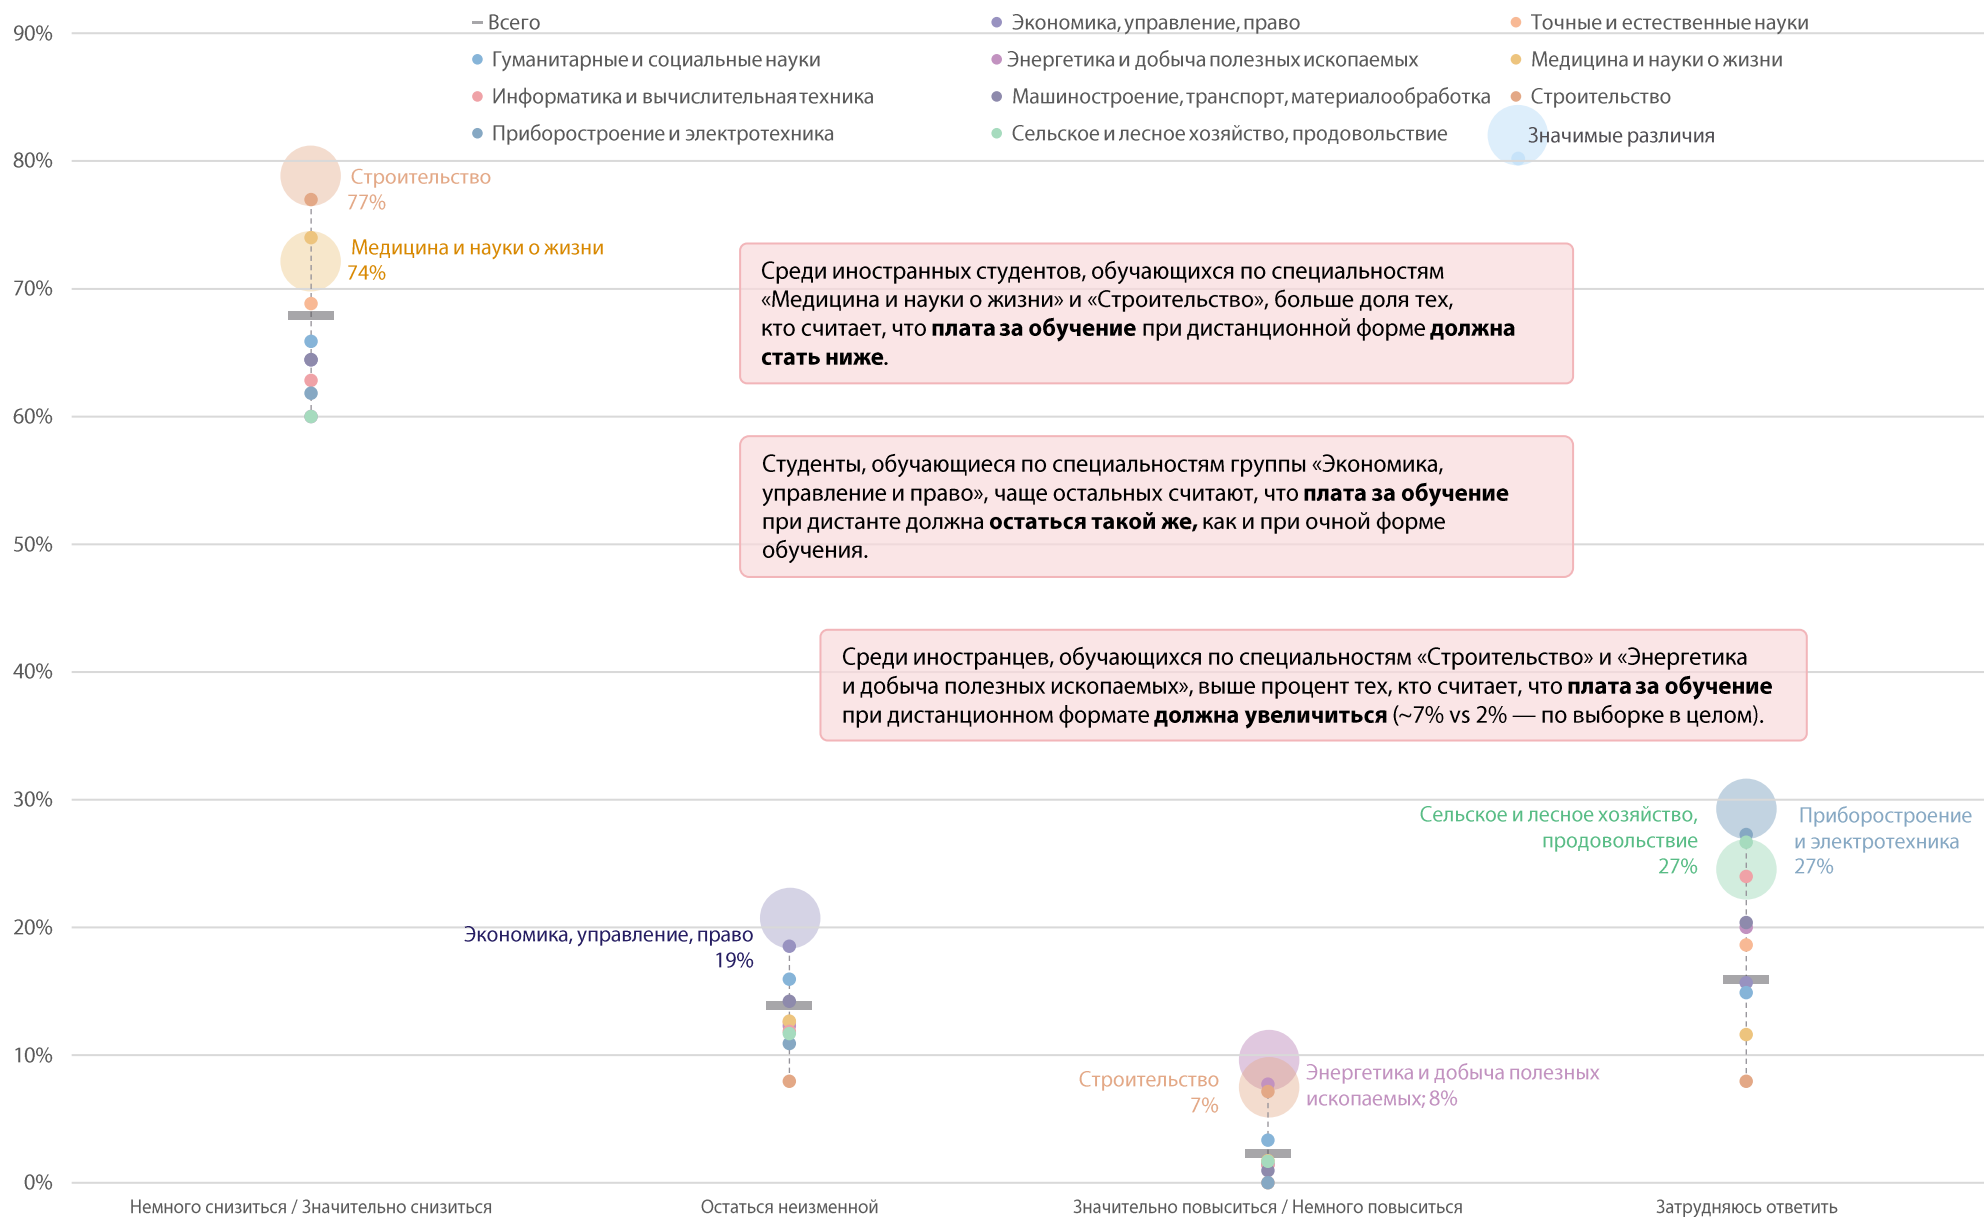 Всего
Экономика, управление, право
Точные и естественные науки
Гуманитарные и социальные науки
Энергетика и добыча полезных ископаемых
Медицина и науки о жизни
Информатика и вычислительная техника
Машиностроение, транспорт, материалообработка
Строительство
Приборостроение и электротехника
Сельское и лесное хозяйство, продовольствие
Значимые различия
90%
80%
70%
60%
50%
40%
30%
20%
10%
0%
Строительство
77%
Медицина и науки о жизни
74%
Среди иностранных студентов, обучающихся по специальностям
«Медицина и науки о жизни» и «Строительство», больше доля тех,
кто считает, что плата за обучение при дистанционной форме должна
стать ниже.
Студенты, обучающиеся по специальностям группы «Экономика,
управление и право», чаще остальных считают, что плата за обучение
при дистанте должна остаться такой же, как и при очной форме
обучения.
Среди иностранцев, обучающихся по специальностям «Строительство» и «Энергетика
и добыча полезных ископаемых», выше процент тех, кто считает, что плата за обучение
при дистанционном формате должна увеличиться (~7% vs 2% — по выборке в целом).
Экономика, управление, право
19%
Строительство
7%
Энергетика и добыча полезных
ископаемых; 8%
Сельское и лесное хозяйство,
продовольствие
27%
Приборостроение
и электротехника
27%
Немного снизиться / Значительно снизиться
Остаться неизменной
Значительно повыситься / Немного повыситься
Затрудняюсь ответить